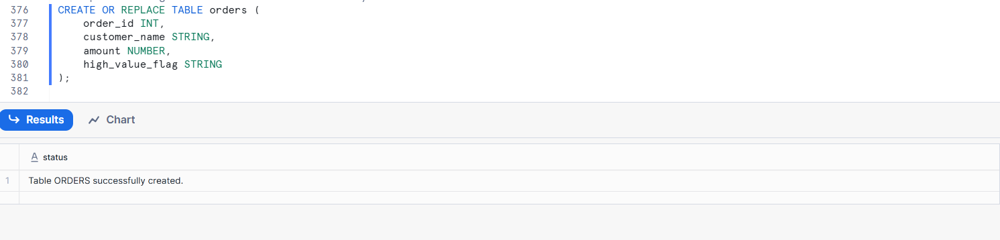 376 CREATE OR REPLACE TABLE orders (
377 order_id INT,
378 customer_name STRING,
379 amount NUMBER,
380 high_value_flag STRING
381 );
382
Results Chart
A status
1 Table ORDERS successfully created.